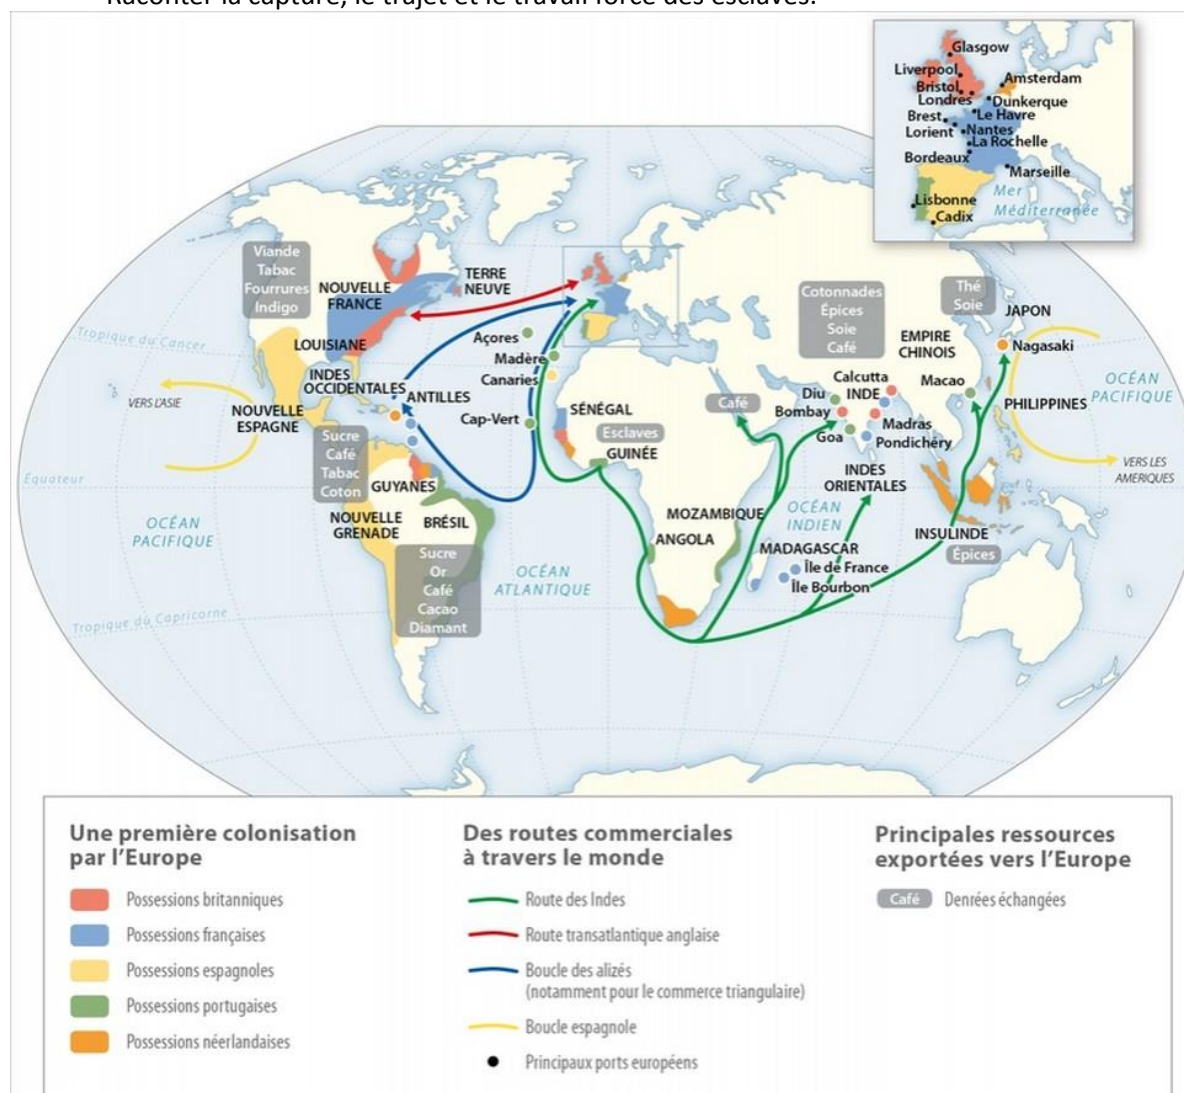 Raconter la capture, le trajet et le travail forcé des esclaves.
Glasgow
Liverpool
Bristol
Londres
Amsterdam
Dunkerque
Brest
Le Havre
Lorient
Nantes
La Rochelle
Bordeaux
Marseille
Lisbonne
Cadix
Mer
Méditerranée
Viande
Tabac
Fourrures
Indigo
NOUVELLE
FRANCE
TERRE
NEUVE
LOUISIANE
Tropique du Cancer
INDES
OCCIDENTALES
ANTILLES
VERS L'ASIE
NOUVELLE
ESPAGNE
Açores
Madère
Canaries
Cap-Vert
SÉNÉGAL
Esclaves
GUINÉE
Café
Cotonnades
Épices
Soie
Café
Thé
Soie
JAPON
Nagasaki
EMPIRE
CHINOIS
Calcutta
INDE
Diu
Bombay
Goa
Madras
Pondichéry
Macao
PHILIPPINES
OCÉAN
PACIFIQUE
VERS LES
AMERIQUES
Sucre
Café
Tabac
Coton
Équateur
GUYANES
NOUVELLE
GRENADE
BRÉSIL
OCÉAN
PACIFIQUE
Sucre
Or
Café
Cacao
Diamant
OCÉAN
ATLANTIQUE
Tropique du Capricorne
INDES
ORIENTALES
OCÉAN
INDIEN
MOZAMBIQUE
ANGOLA
MADAGASCAR
Île de France
Île Bourbon
INSULINDE
Épices
Une première colonisation
par l'Europe
Possessions britanniques
Possessions françaises
Possessions espagnoles
Possessions portugaises
Possessions néerlandaises
Des routes commerciales
à travers le monde
Route des Indes
Route transatlantique anglaise
Boucle des alizés
(notamment pour le commerce triangulaire)
Boucle espagnole
Principaux ports européens
Principales ressources
exportées vers l'Europe
Café
Denrées échangées